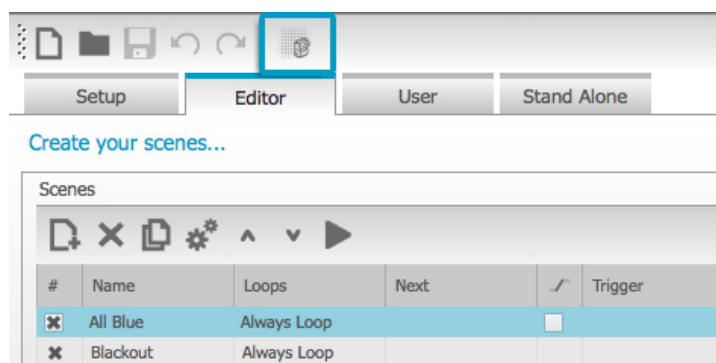 Setup Editor User Stand Alone
Create your scenes...
Scenes
# Name Loops Next Trigger
All Blue Always Loop
Blackout Always Loop